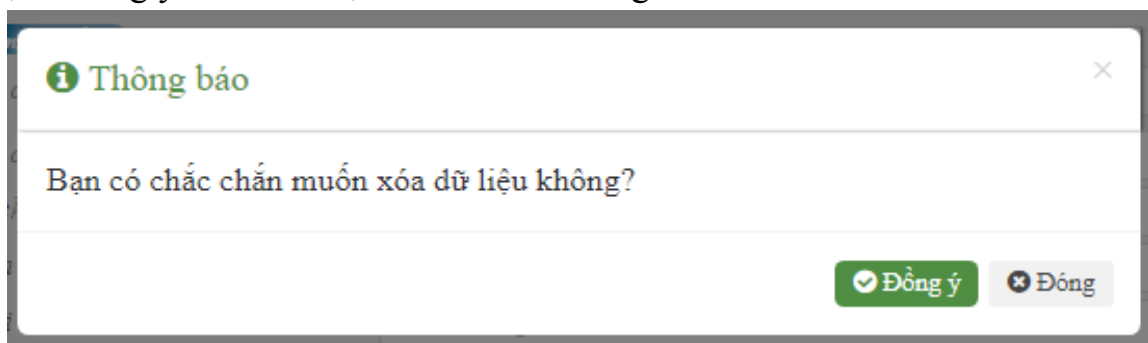 Thông báo
Bạn có chắc chắn muốn xóa dữ liệu không?
Đồng ý
Đóng